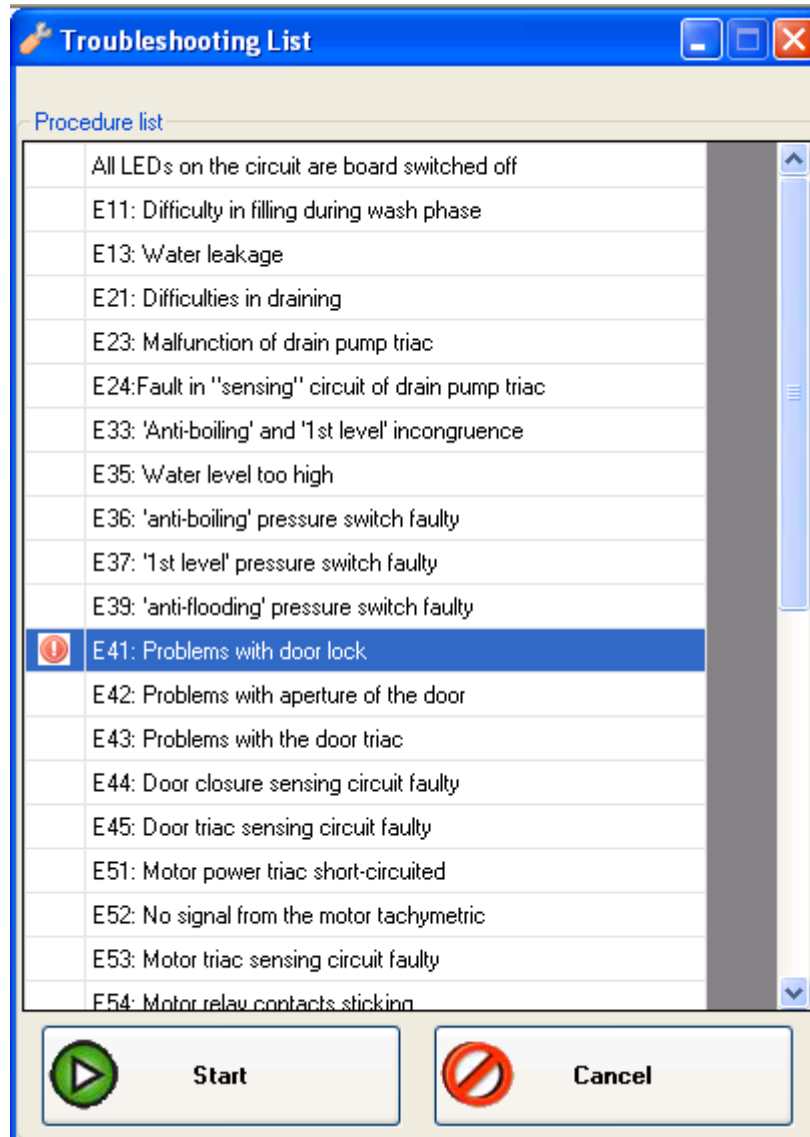 Troubleshooting List
Procedure list
All LEDs on the circuit are board switched off
E11: Difficulty in filling during wash phase
E13: Water leakage
E21: Difficulties in draining
E23: Malfunction of drain pump triac
E24:Fault in "sensing" circuit of drain pump triac
E33: 'Anti-boiling' and '1st level' incongruence
E35: Water level too high
E36: 'anti-boiling' pressure switch faulty
E37: '1st level' pressure switch faulty
E39: 'anti-flooding' pressure switch faulty
E41: Problems with door lock
E42: Problems with aperture of the door
E43: Problems with the door triac
E44: Door closure sensing circuit faulty
E45: Door triac sensing circuit faulty
E51: Motor power triac short-circuited
E52: No signal from the motor tachymetric
E53: Motor triac sensing circuit faulty
E54: Motor relay contacts sticking
Start
Cancel